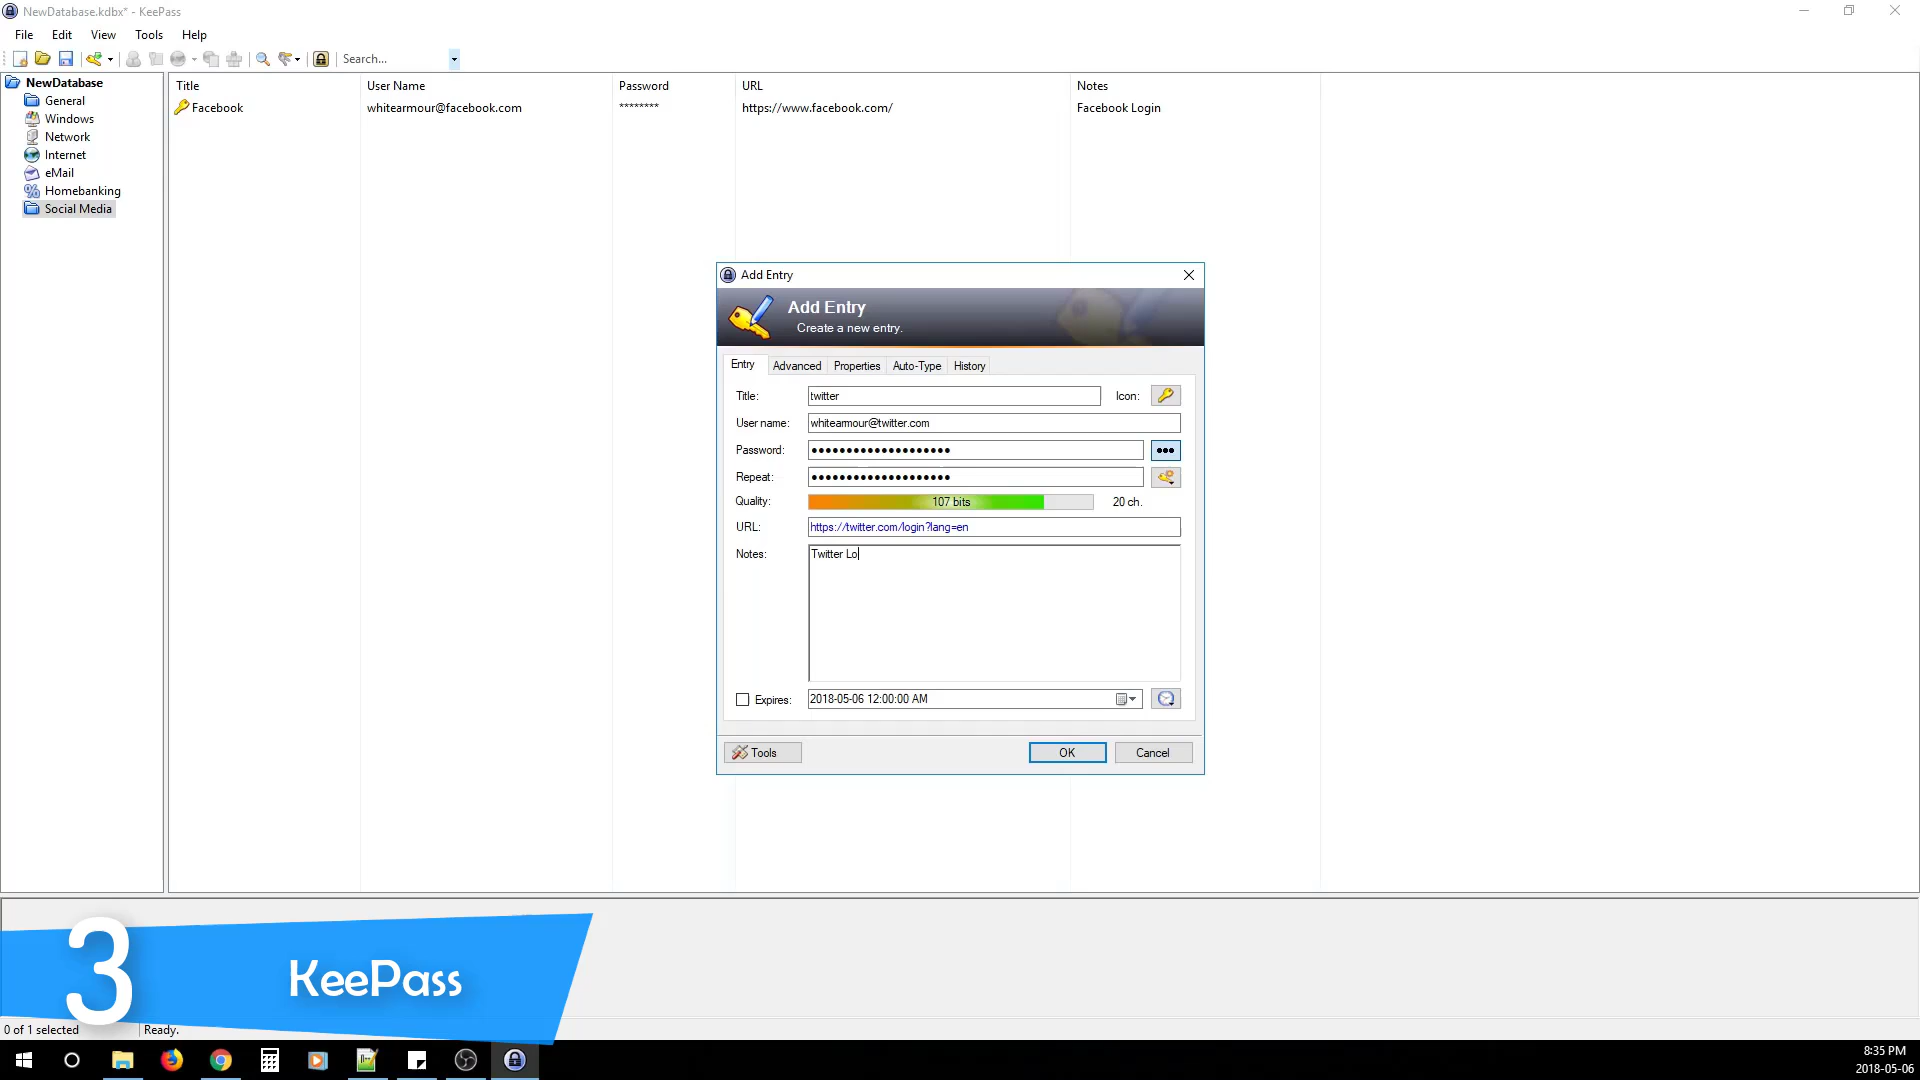 NewDatabase.kdbx* - KeePass
File Edit View Tools Help
Search...
NewDatabase
General
Windows
Network
Internet
eMail
Homebanking
Social Media
Title User Name Password URL Notes
Facebook whitearmour@facebook.com ******** https://www.facebook.com/ Facebook Login
Add Entry
Add Entry
Create a new entry.
Entry Advanced Properties Auto-Type History
Title: twitter Icon:
User name: whitearmour@twitter.com
Password: ●●●●●●●●●●●●●●●●●●●● ●●●
Repeat: ●●●●●●●●●●●●●●●●●●●●
Quality: 107 bits 20 ch.
URL: https://twitter.com/login?lang=en
Notes: Twitter Lo
Expires: 2018-05-06 12:00:00 AM
Tools OK Cancel
3 KeePass
0 of 1 selected Ready.
8:35 PM
2018-05-06